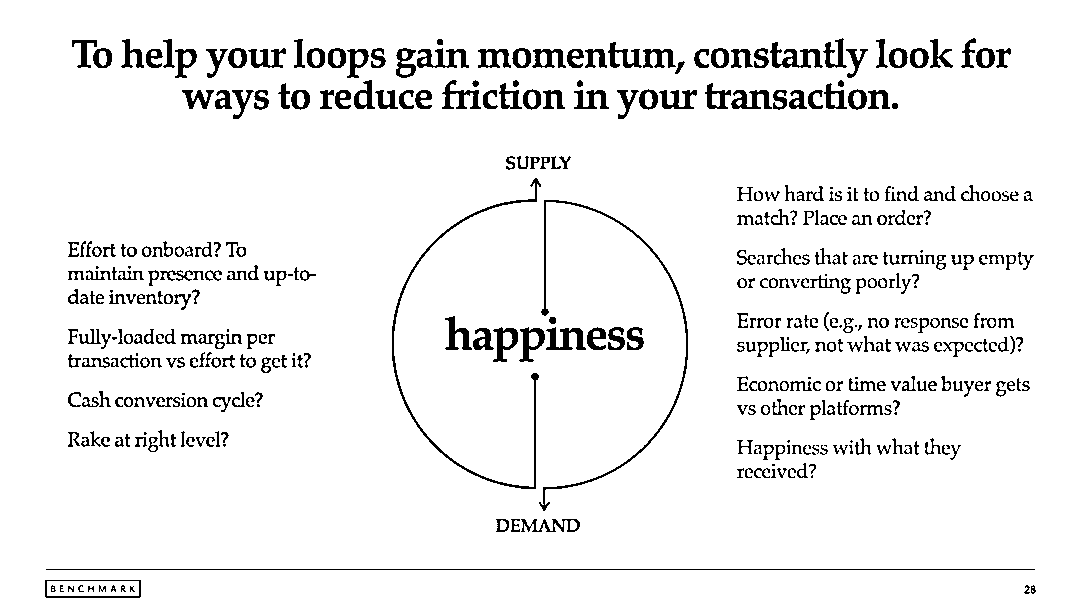 To help your loops gain momentum, constantly look for
ways to reduce friction in your transaction.
SUPPLY
Effort to onboard? To
maintain presence and up-to-
date inventory?
Fully-loaded margin per
transaction vs effort to get it?
Cash conversion cycle?
Rake at right level?
happiness
How hard is it to find and choose a
match? Place an order?
Searches that are turning up empty
or converting poorly?
Error rate (e.g., no response from
supplier, not what was expected)?
Economic or time value buyer gets
vs other platforms?
Happiness with what they
received?
DEMAND
BENCHMARK
28